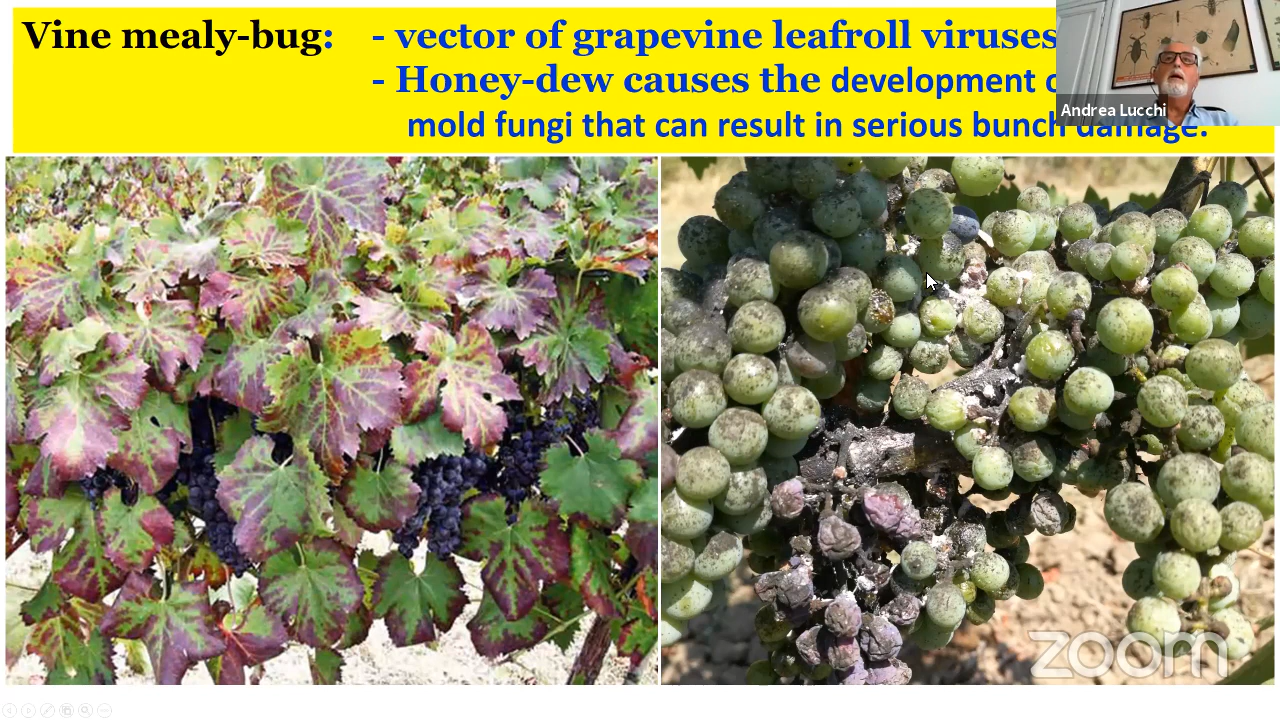 Vine mealy-bug: - vector of grapevine leafroll viruses
- Honey-dew causes the development
mold fungi that can result in serious bunch damage.
Andrea Lucchi
zoom